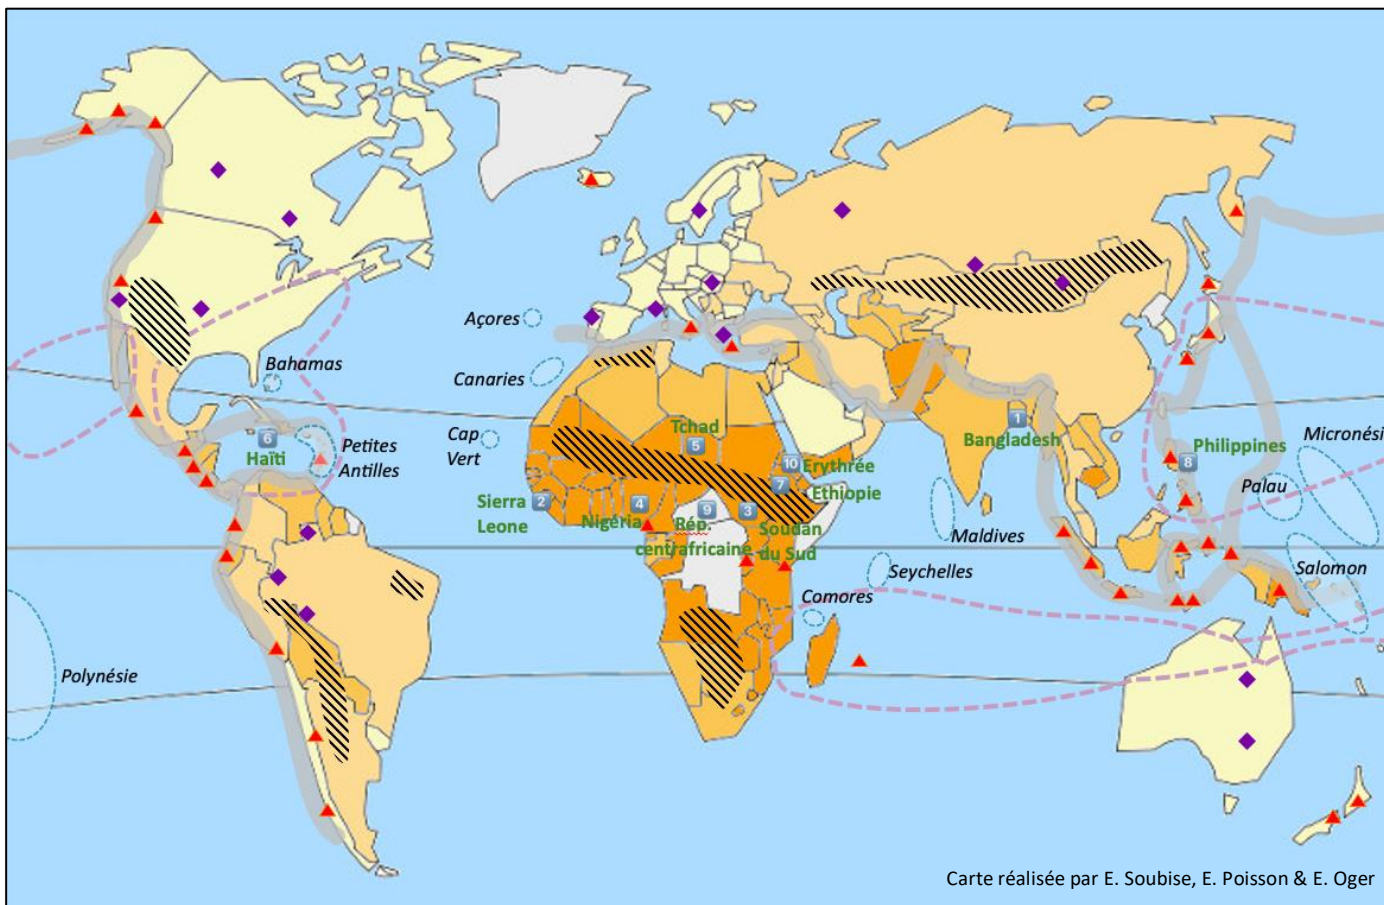 Açores
Bahamas
Canaries
6
Haïti
Petites
Antilles
Cap
Vert
Tchad
5
1
Bangladesh
Philippines
8
Micronési
10
Erythrée
7
Ethiopie
Palau
Sierra
Leone
2
Nigéria
4
Rép.
centrafricaine
9
3
Soudan
du Sud
Maldives
Seychelles
Salomon
Comores
Polynésie
Carte réalisée par E. Soubise, E. Poisson & E. Oger